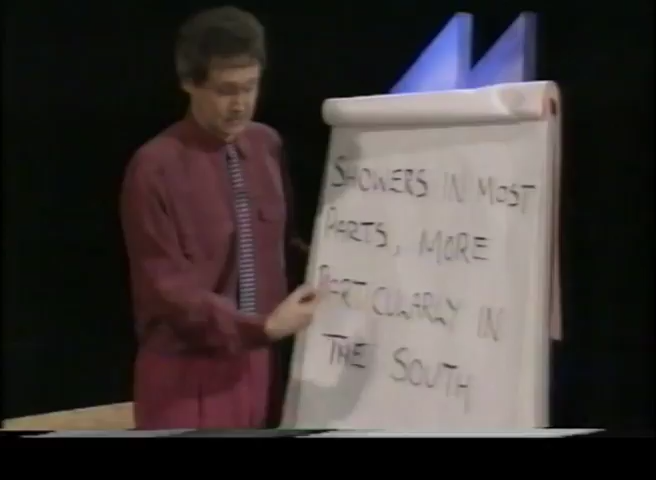 SHOWERS IN MOST
PARTS, MORE
PARTICULARLY IN
THE SOUTH